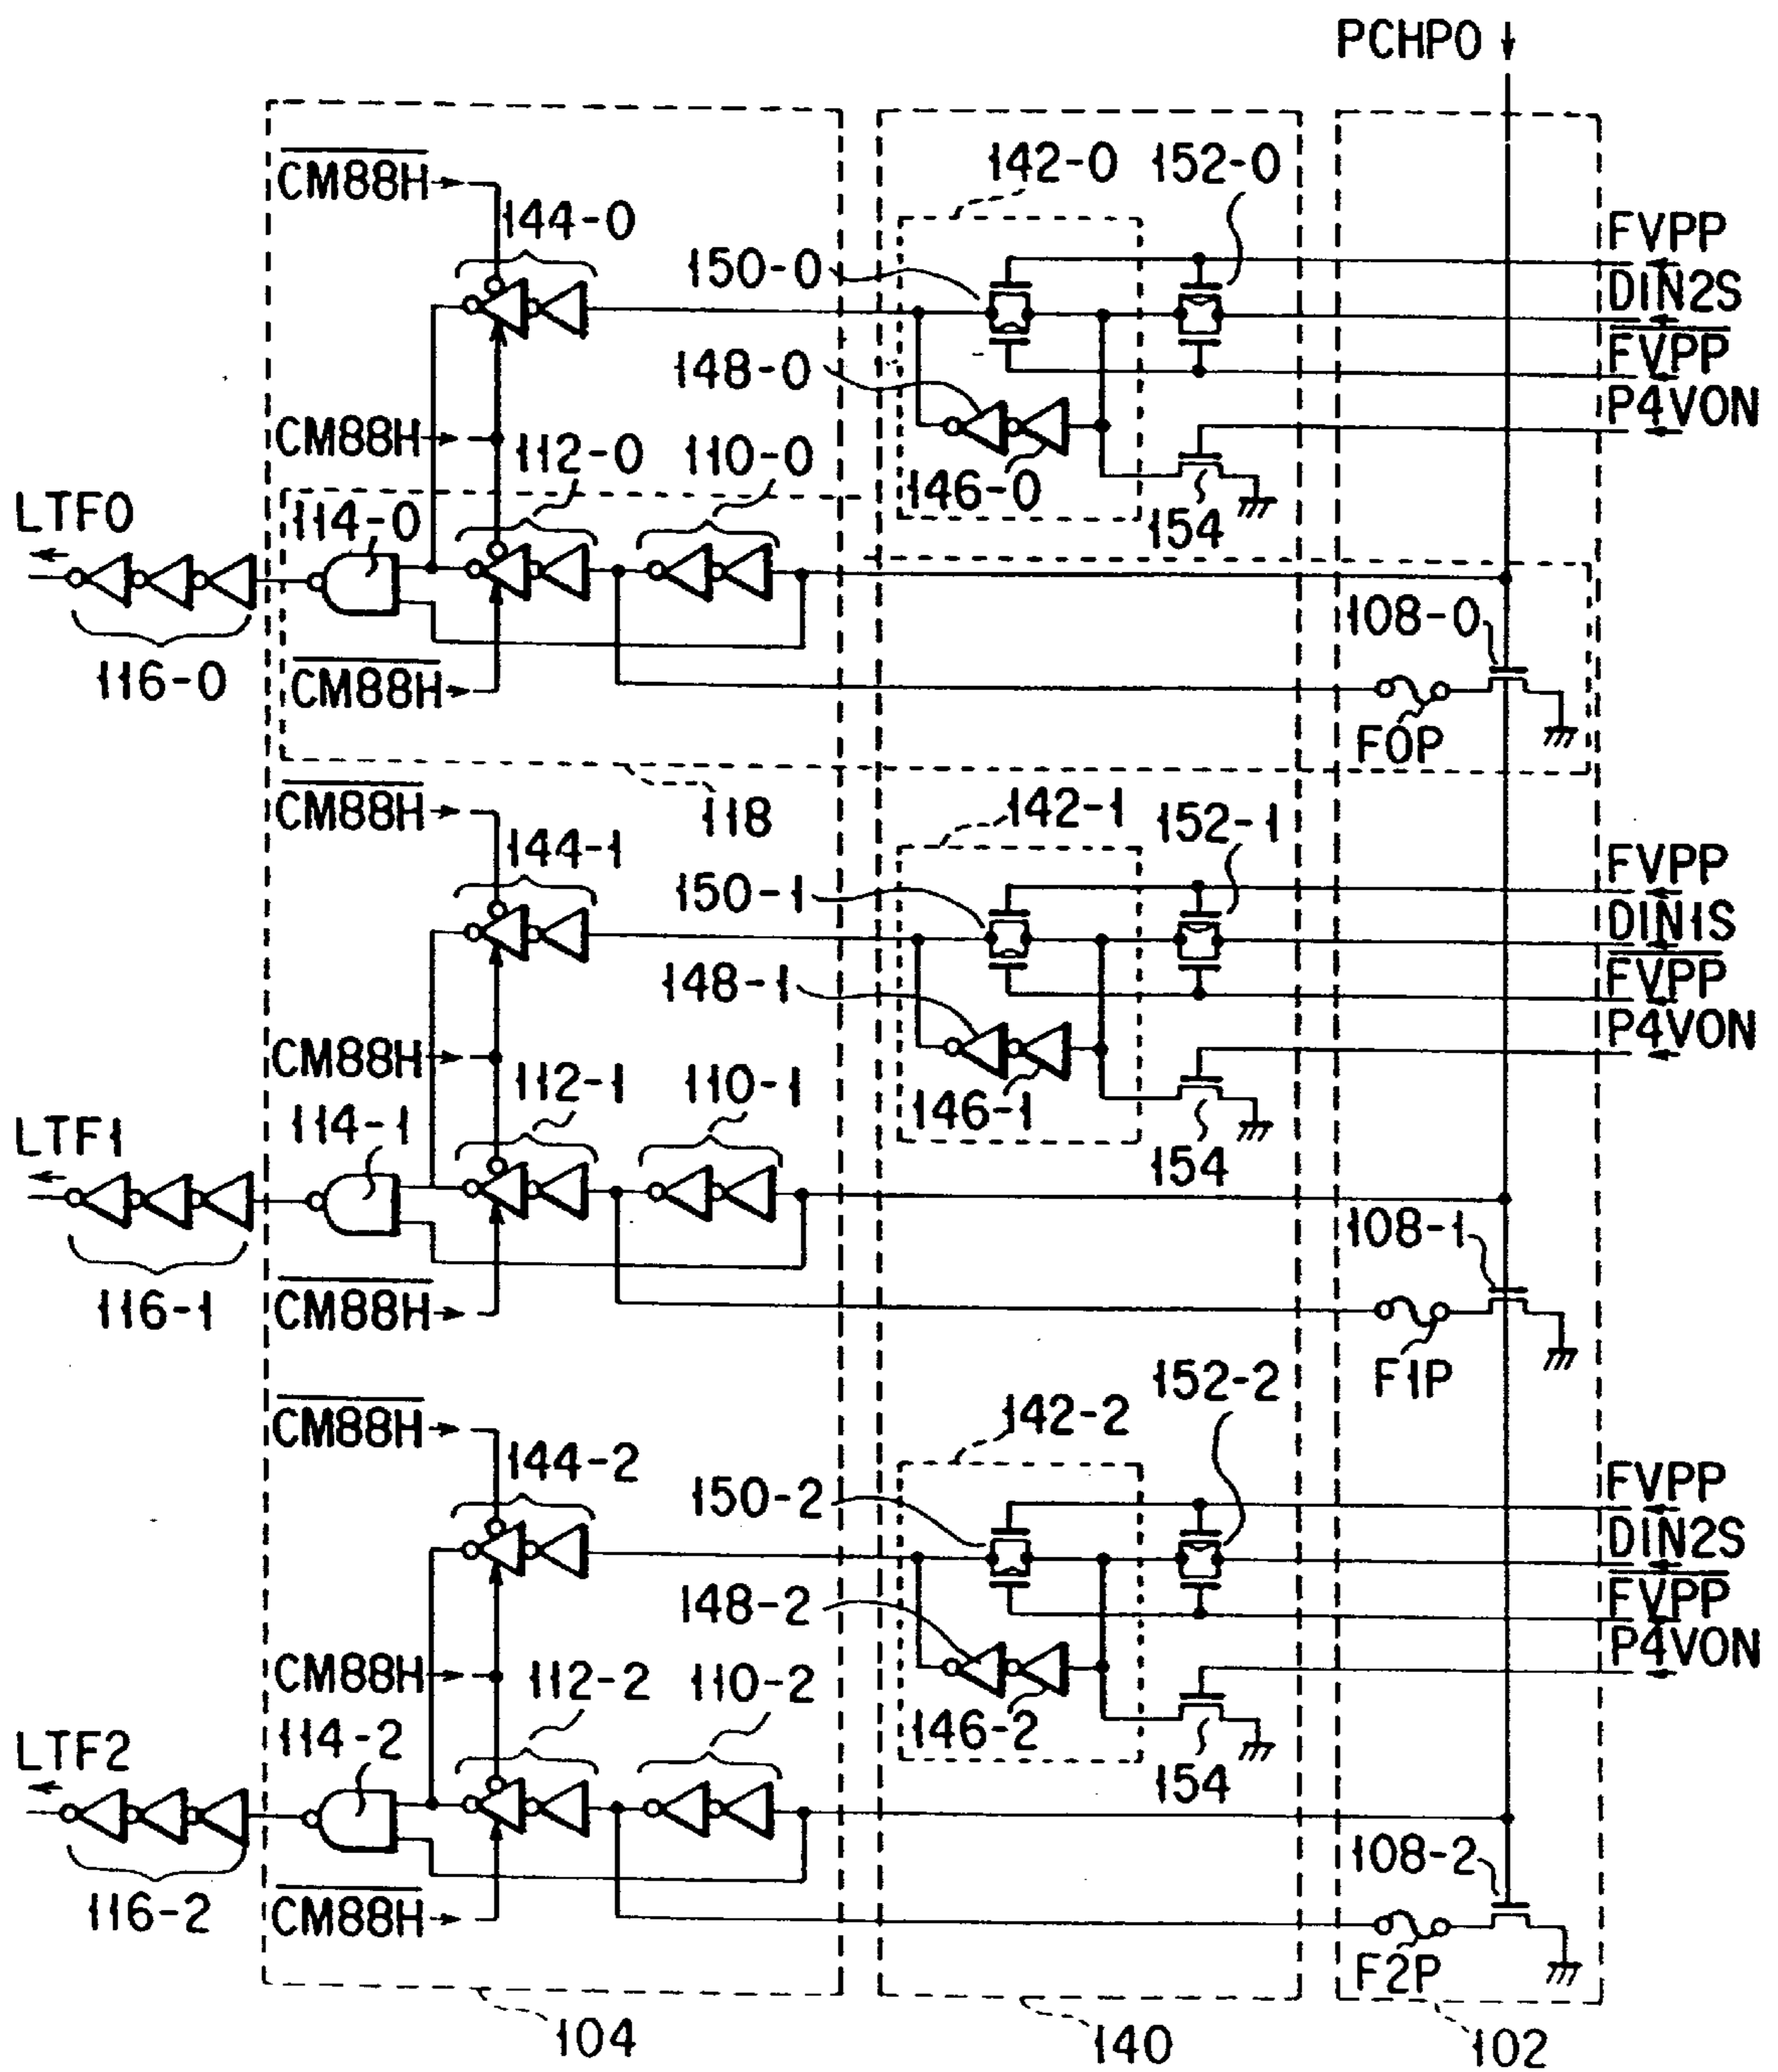 PCHP0
CM88H
142-0
152-0
144-0
FVPP
150-0
DIN2S
FVPP
148-0
P4VON
CM88H
112-0
110-0
146-0
LTF0
114-0
154
108-0
116-0
CM88H
F0P
CM88H
118
142-1
152-1
144-1
FVPP
150-1
DIN1S
FVPP
148-1
P4VON
CM88H
112-1
110-1
146-1
LTF1
114-1
154
108-1
116-1
CM88H
F1P
CM88H
142-2
152-2
144-2
FVPP
150-2
DIN2S
FVPP
148-2
P4VON
CM88H
112-2
110-2
146-2
LTF2
114-2
154
108-2
116-2
CM88H
F2P
104
140
102